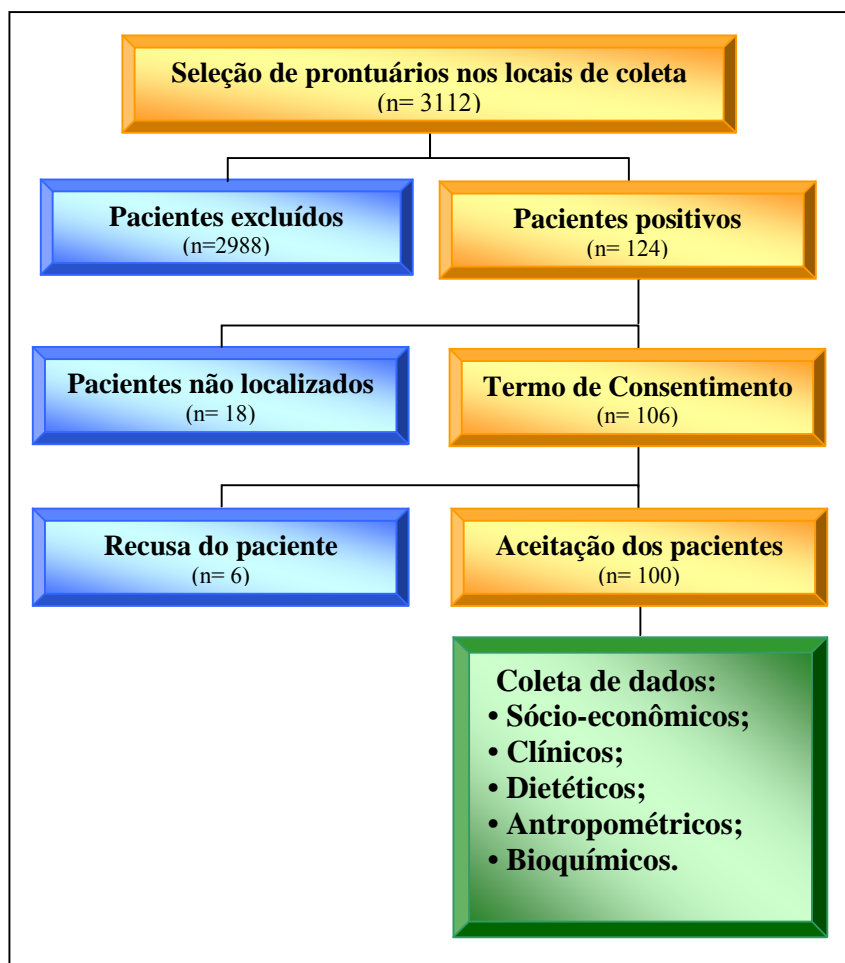 Seleção de prontuários nos locais de coleta
(n= 3112)
Pacientes excluídos
(n=2988)
Pacientes positivos
(n= 124)
Pacientes não localizados
(n= 18)
Termo de Consentimento
(n= 106)
Recusa do paciente
(n= 6)
Aceitação dos pacientes
(n= 100)
Coleta de dados:
• Sócio-econômicos;
• Clínicos;
• Dietéticos;
• Antropométricos;
• Bioquímicos.